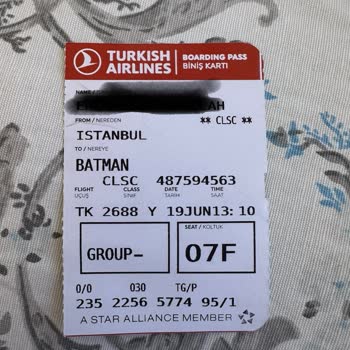 TURKISH AIRLINES
BOARDING PASS
BİNİŞ KARTI
NAME /
AH
FROM / NEREDEN
** CLSC **
ISTANBUL
TO / NEREYE
BATMAN
CLSC 487594563
FLIGHT CLASS DATE TIME
UÇUŞ SINIF TARİH SAAT
TK 2688 Y 19JUN13:10
SEAT / KOLTUK
GROUP- 07F
0/0 030 TG/P
235 2256 5774 95/1
A STAR ALLIANCE MEMBER